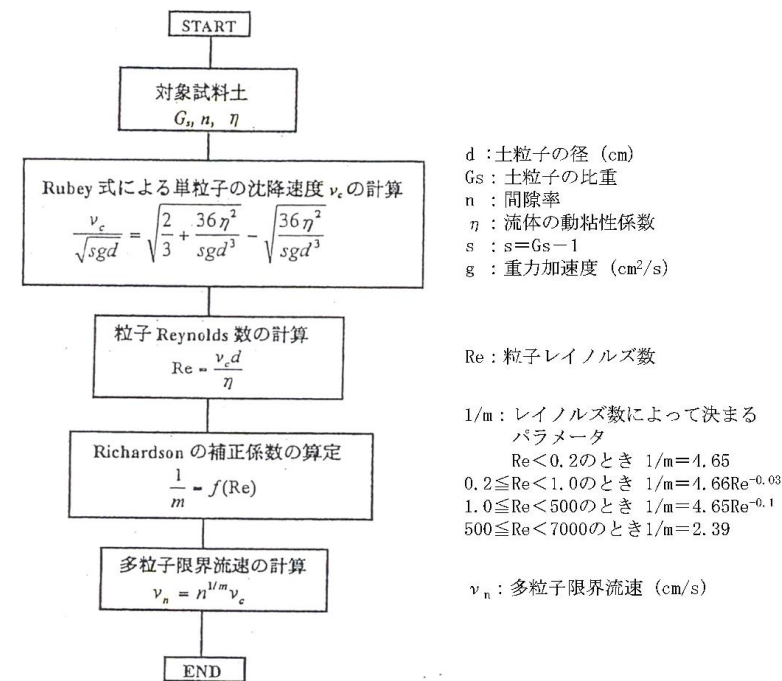 START
対象試料土
Gs, n, η
Rubey 式による単粒子の沈降速度 νcの計算
νc/√sgd = √(2/3 + 36η²/sgd³) − √(36η²/sgd³)
粒子 Reynolds 数の計算
Re = νcd/η
Richardson の補正係数の算定
1/m = f(Re)
多粒子限界流速の計算
νn = n^1/m νc
END
d :土粒子の径 (cm)
Gs:土粒子の比重
n :間隙率
η :流体の動粘性係数
s :s=Gs-1
g :重力加速度 (cm²/s)
Re:粒子レイノルズ数
1/m:レイノルズ数によって決まる
パラメータ
Re<0.2のとき 1/m=4.65
0.2≦Re<1.0のとき 1/m=4.66Re^-0.03
1.0≦Re<500のとき 1/m=4.65Re^-0.1
500≦Re<7000のとき1/m=2.39
νn:多粒子限界流速 (cm/s)